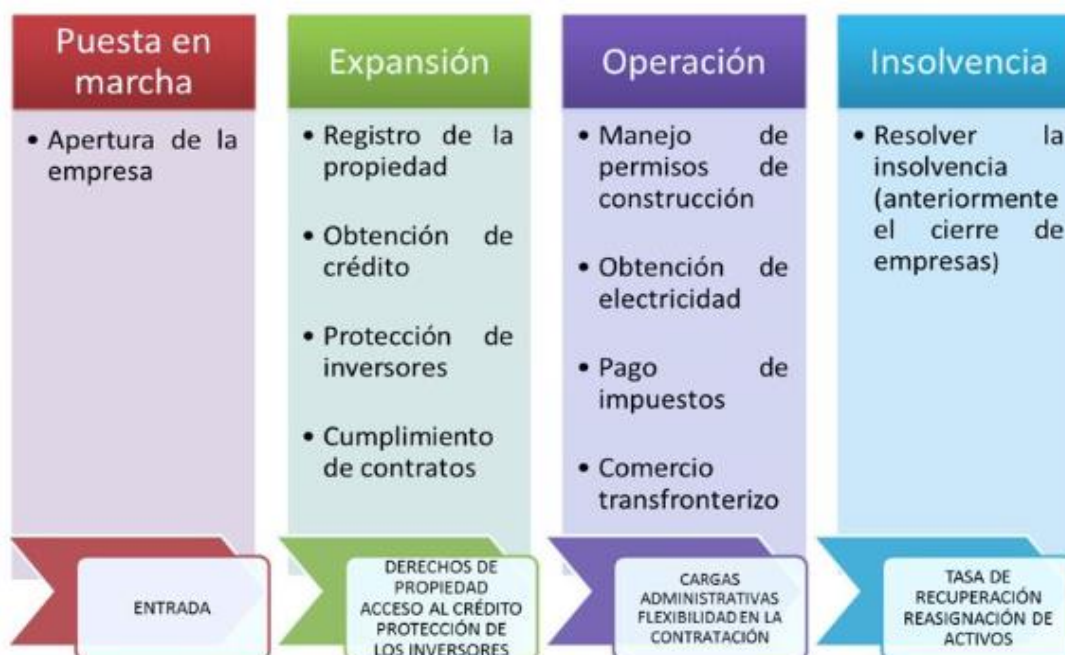 Puesta en
marcha
• Apertura de la
empresa
ENTRADA
Expansión
• Registro de la
propiedad
• Obtención de
crédito
• Protección de
inversores
• Cumplimiento
de contratos
DERECHOS DE
PROPIEDAD
ACCESO AL CRÉDITO
PROTECCIÓN DE
LOS INVERSORES
Operación
• Manejo de
permisos de
construcción
• Obtención de
electricidad
• Pago de
impuestos
• Comercio
transfronterizo
CARGAS
ADMINISTRATIVAS
FLEXIBILIDAD EN LA
CONTRATACIÓN
Insolvencia
• Resolver la
insolvencia
(anteriormente
el cierre de
empresas)
TASA DE
RECUPERACIÓN
REASIGNACIÓN DE
ACTIVOS